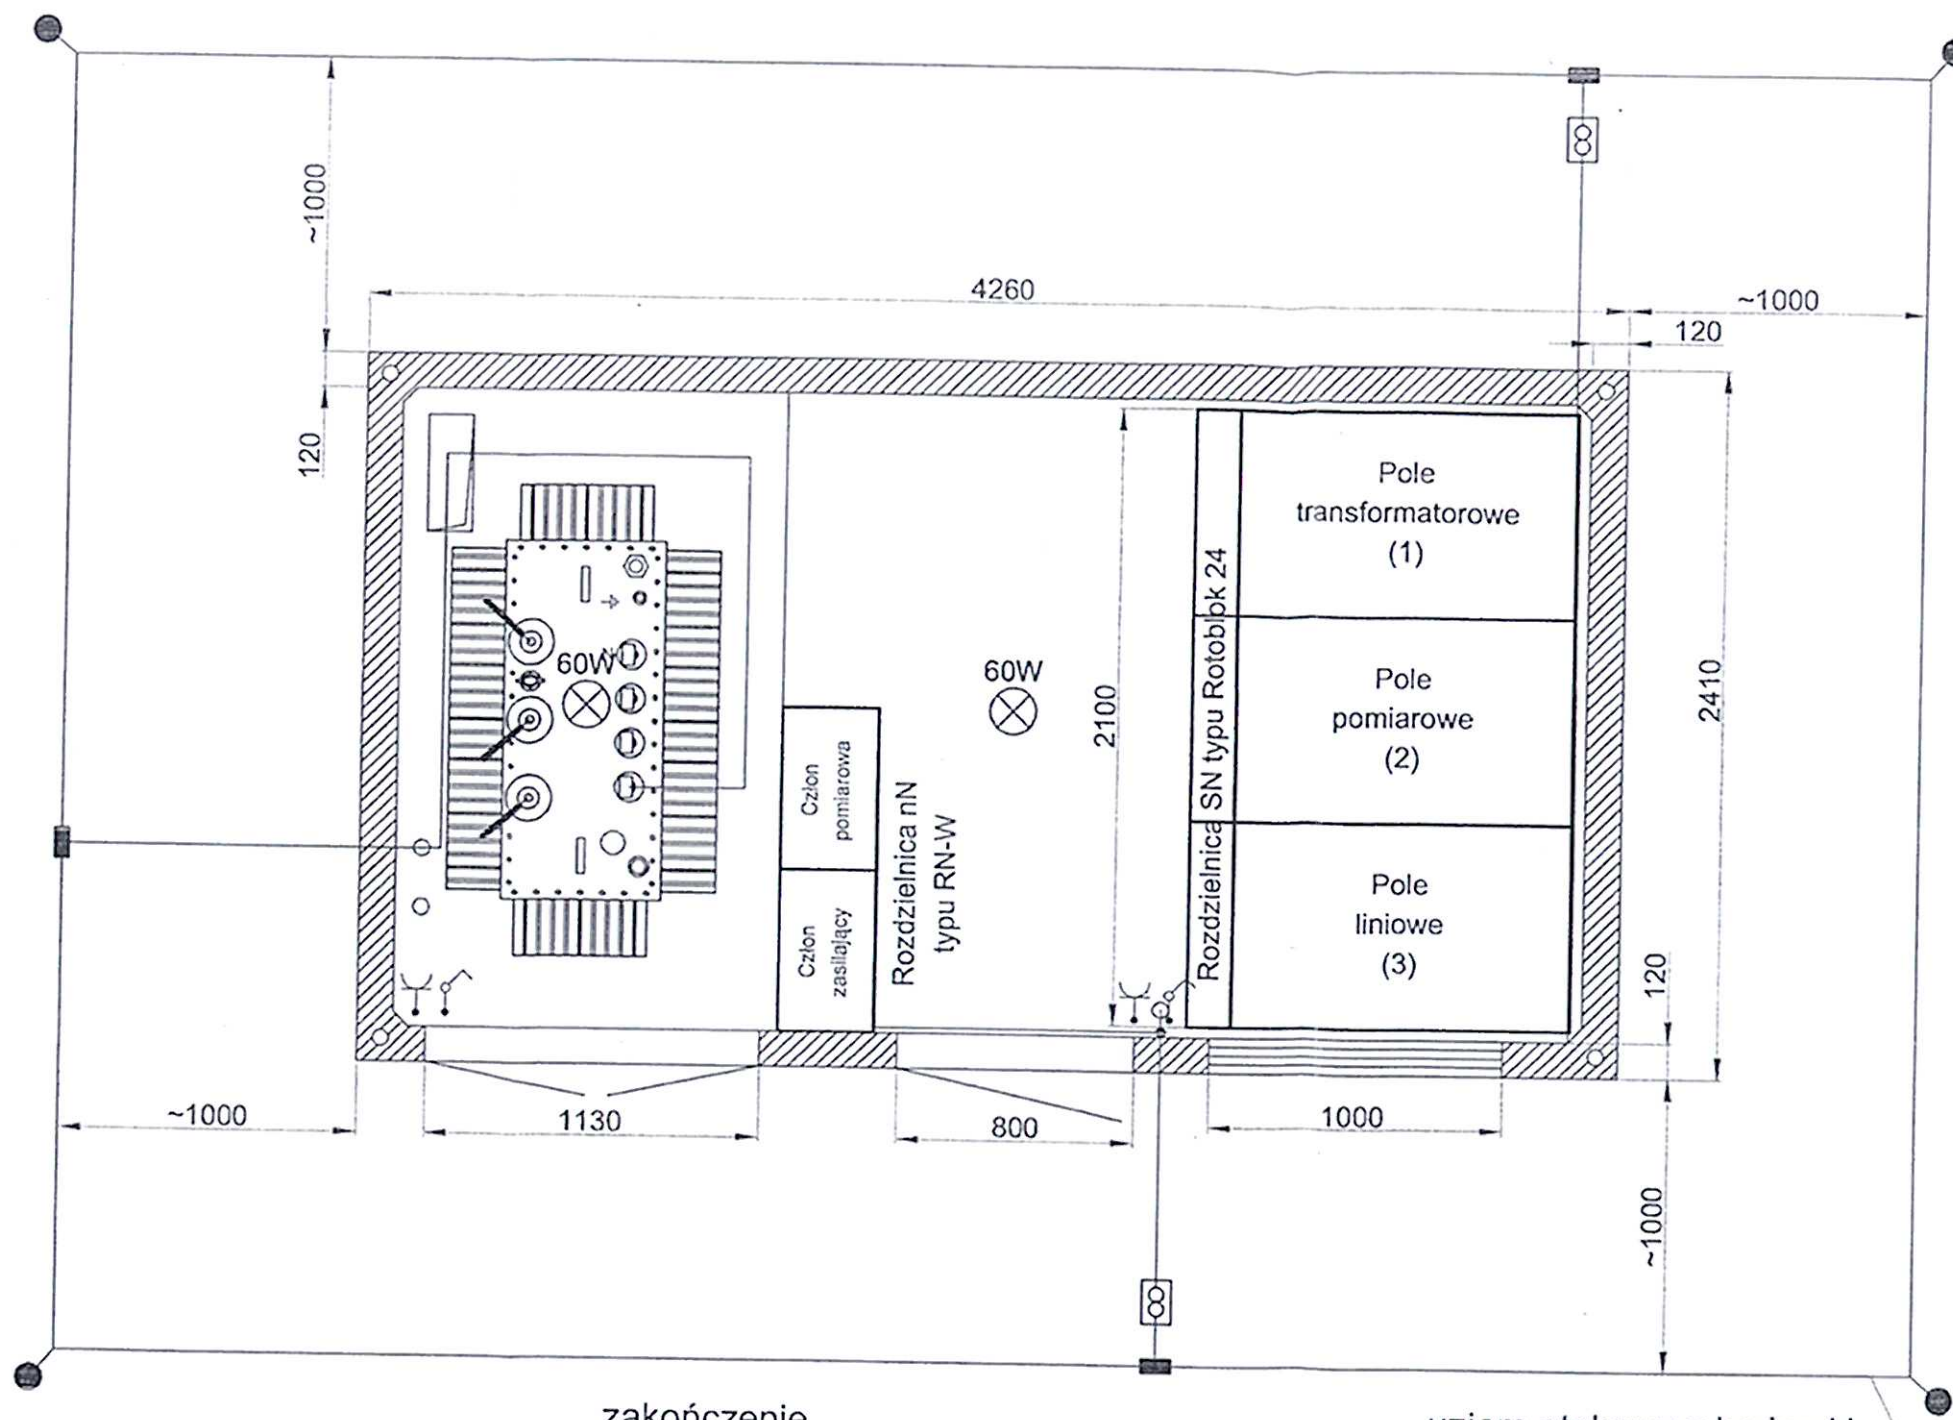 ~1000
4260
~1000
120
120
Pole
transformatorowe
(1)
60W
60W
2100
Rozdzielnica SN typu Rotoblok 24
Pole
pomiarowe
(2)
2410
Człon
pomiarowa
Rozdzielnica nN
typu RN-W
Człon
zasilający
Pole
liniowe
(3)
120
~1000
1130
800
1000
~1000
zakończenie